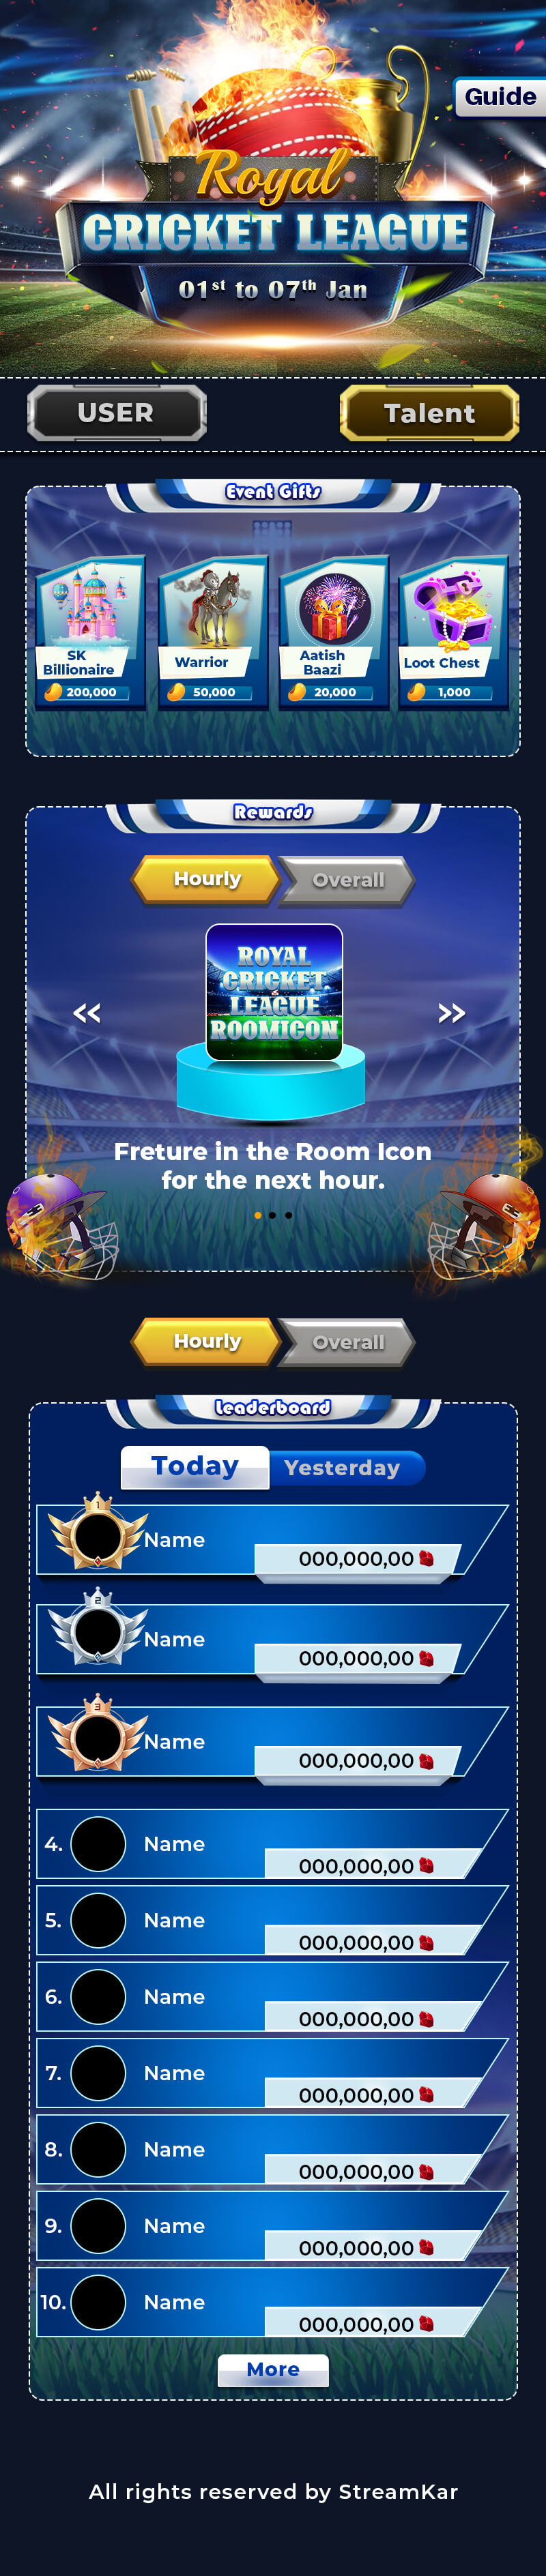 Guide
Royal
CRICKET LEAGUE
01st to 07th Jan
USER
Talent
Event Gifts
SK
Billionaire
200,000
Warrior
50,000
Aatish
Baazi
20,000
Loot Chest
1,000
Rewards
Hourly
Overall
ROYAL
CRICKET
LEAGUE
ROOMICON
Freture in the Room Icon
for the next hour.
Hourly
Overall
Leaderboard
Today
Yesterday
1
Name
000,000,00
2
Name
000,000,00
3
Name
000,000,00
4.
Name
000,000,00
5.
Name
000,000,00
6.
Name
000,000,00
7.
Name
000,000,00
8.
Name
000,000,00
9.
Name
000,000,00
10.
Name
000,000,00
More
All rights reserved by StreamKar